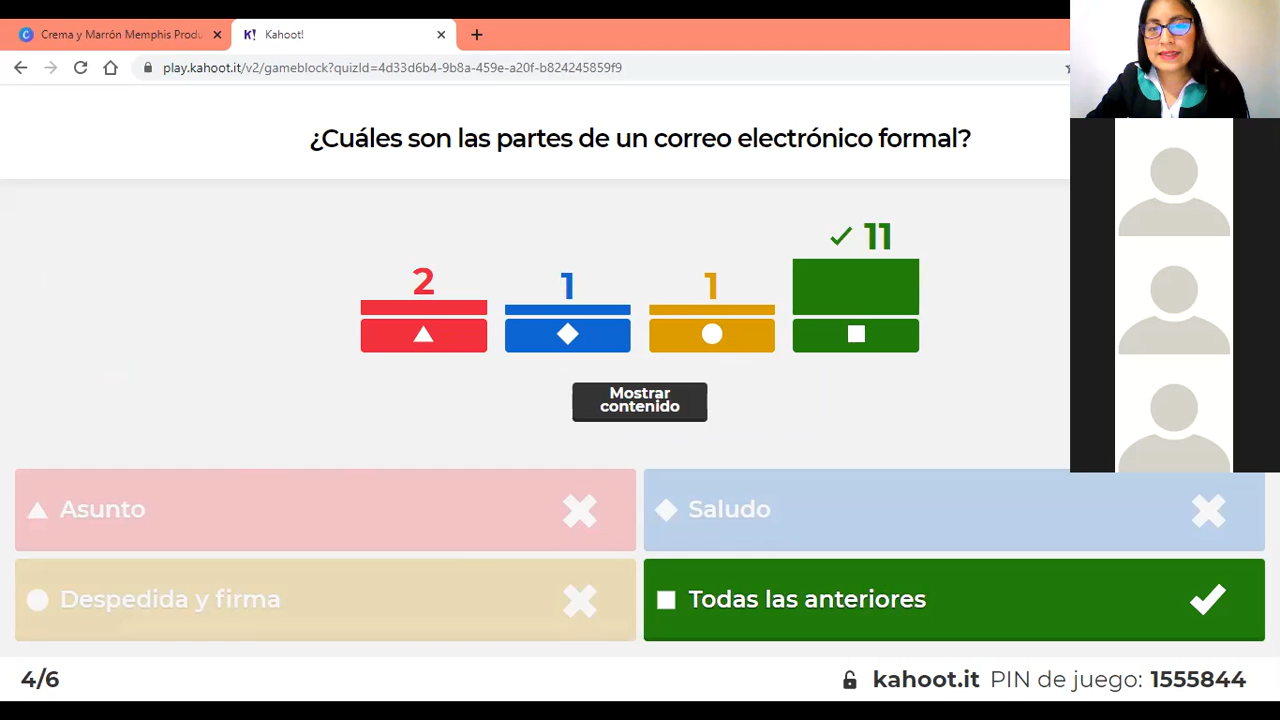 Crema y Marrón Memphis Produ
K! Kahoot!
play.kahoot.it/v2/gameblock?quizId=4d33d6b4-9b9e-459e-a20f-b824245859f9
¿Cuáles son las partes de un correo electrónico formal?
2
1
1
11
Mostrar
contenido
Asunto
Saludo
Despedida y firma
Todas las anteriores
4/6
kahoot.it PIN de juego: 1555844